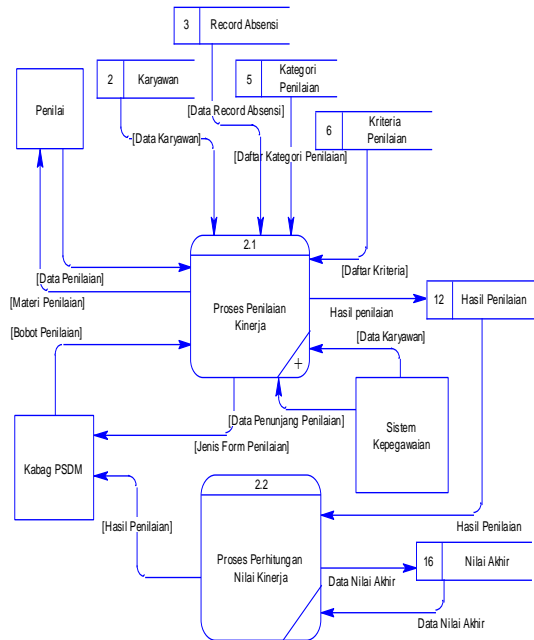 3 Record Absensi
2 Karyawan
5 Kategori
Penilaian
Penilai
6 Kriteria
Penilaian
[Data Record Absensi]
[Data Karyawan]
[Daftar Kategori Penilaian]
2.1
[Data Penilaian]
[Daftar Kriteria]
[Materi Penilaian]
Proses Penilaian
Kinerja
Hasil penilaian
12 Hasil Penilaian
[Bobot Penilaian]
[Data Karyawan]
+
[Data Penunjang Penilaian]
Sistem
Kepegawaian
[Jenis Form Penilaian]
Kabag PSDM
2.2
[Hasil Penilaian]
Hasil Penilaian
Proses Perhitungan
Nilai Kinerja
Data Nilai Akhir
16 Nilai Akhir
Data Nilai Akhir